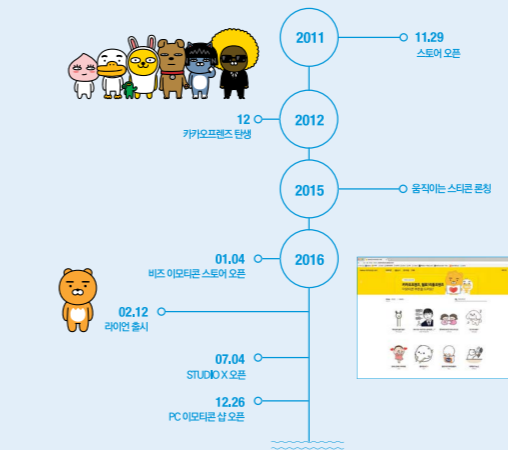 2011
11.29
스토어 오픈
12
2012
카카오프렌즈 탄생
2015
움직이는 스티콘 론칭
01.04
2016
비즈 이모티콘 스토어 오픈
02.12
라이언 출시
07.04
STUDIO X 오픈
12.26
PC 이모티콘 샵 오픈